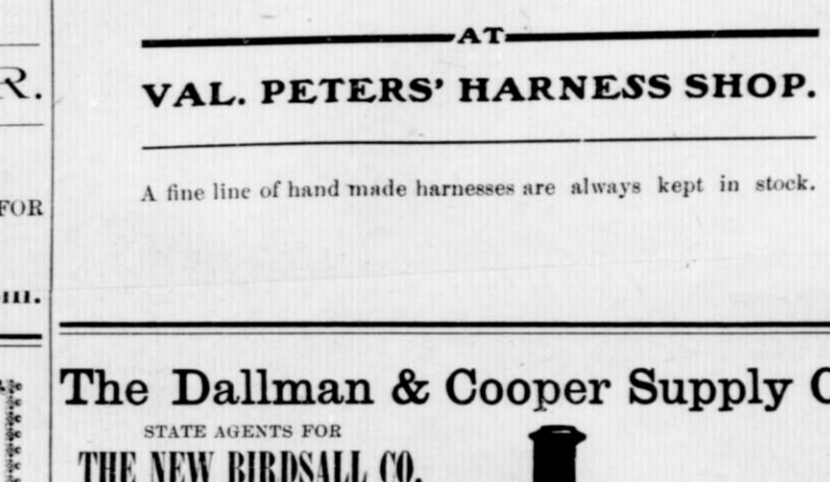 R.
FOR
AT
VAL. PETERS' HARNESS SHOP.
A fine line of hand made harnesses are always kept in stock.
The Dallman & Cooper Supply C
STATE AGENTS FOR
THE NEW BIRDSALL CO.